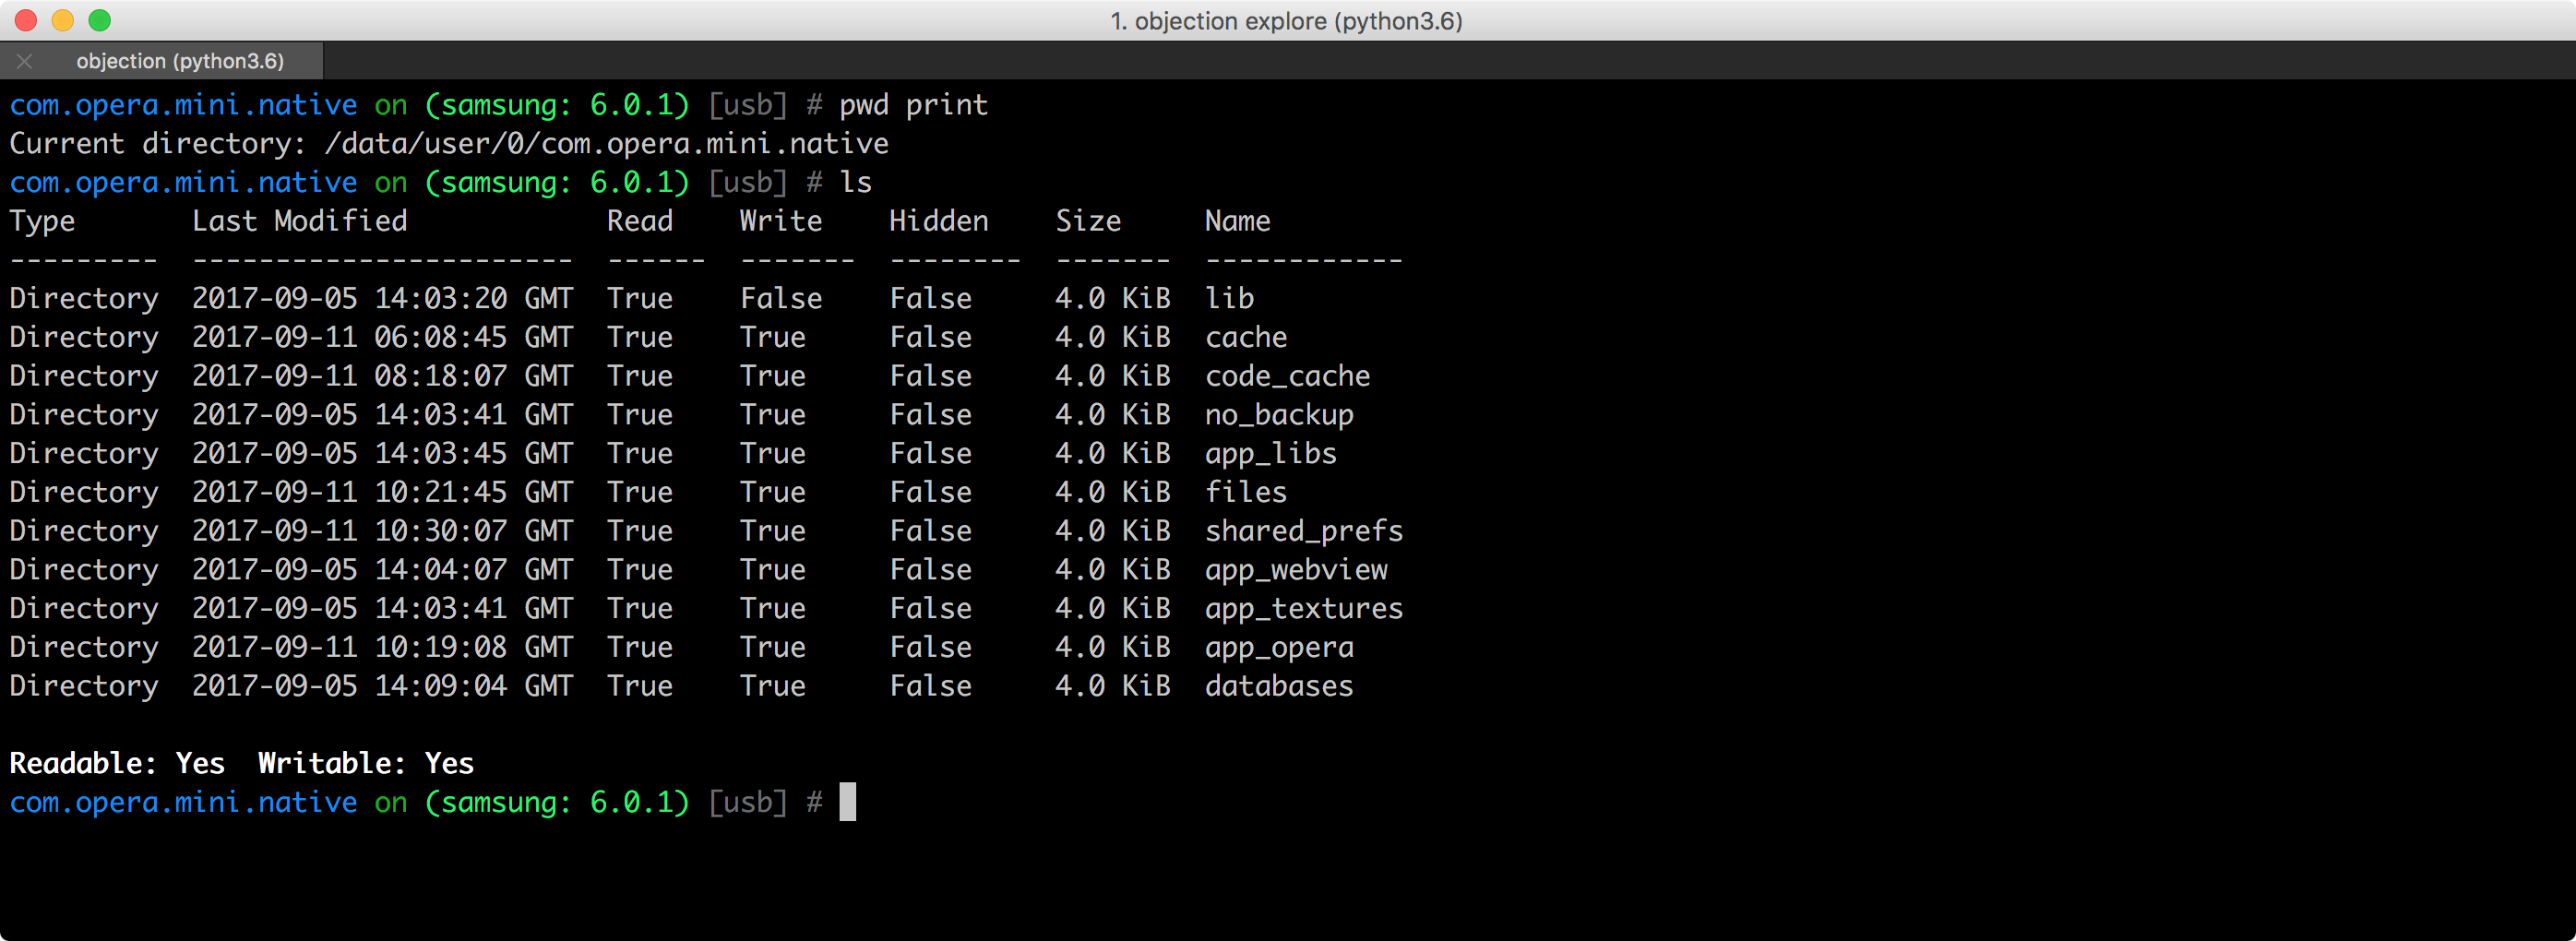 1. objection explore (python3.6)
objection (python3.6)
com.opera.mini.native on (samsung: 6.0.1) [usb] # pwd print
Current directory: /data/user/0/com.opera.mini.native
com.opera.mini.native on (samsung: 6.0.1) [usb] # ls
Type       Last Modified            Read    Write    Hidden    Size     Name
---------  -----------------------  ------  -------  --------  -------  ------------
Directory  2017-09-05 14:03:20 GMT  True    False    False     4.0 KiB  lib
Directory  2017-09-11 06:08:45 GMT  True    True     False     4.0 KiB  cache
Directory  2017-09-11 08:18:07 GMT  True    True     False     4.0 KiB  code_cache
Directory  2017-09-05 14:03:41 GMT  True    True     False     4.0 KiB  no_backup
Directory  2017-09-05 14:03:45 GMT  True    True     False     4.0 KiB  app_libs
Directory  2017-09-11 10:21:45 GMT  True    True     False     4.0 KiB  files
Directory  2017-09-11 10:30:07 GMT  True    True     False     4.0 KiB  shared_prefs
Directory  2017-09-05 14:04:07 GMT  True    True     False     4.0 KiB  app_webview
Directory  2017-09-05 14:03:41 GMT  True    True     False     4.0 KiB  app_textures
Directory  2017-09-11 10:19:08 GMT  True    True     False     4.0 KiB  app_opera
Directory  2017-09-05 14:09:04 GMT  True    True     False     4.0 KiB  databases
Readable: Yes  Writable: Yes
com.opera.mini.native on (samsung: 6.0.1) [usb] #